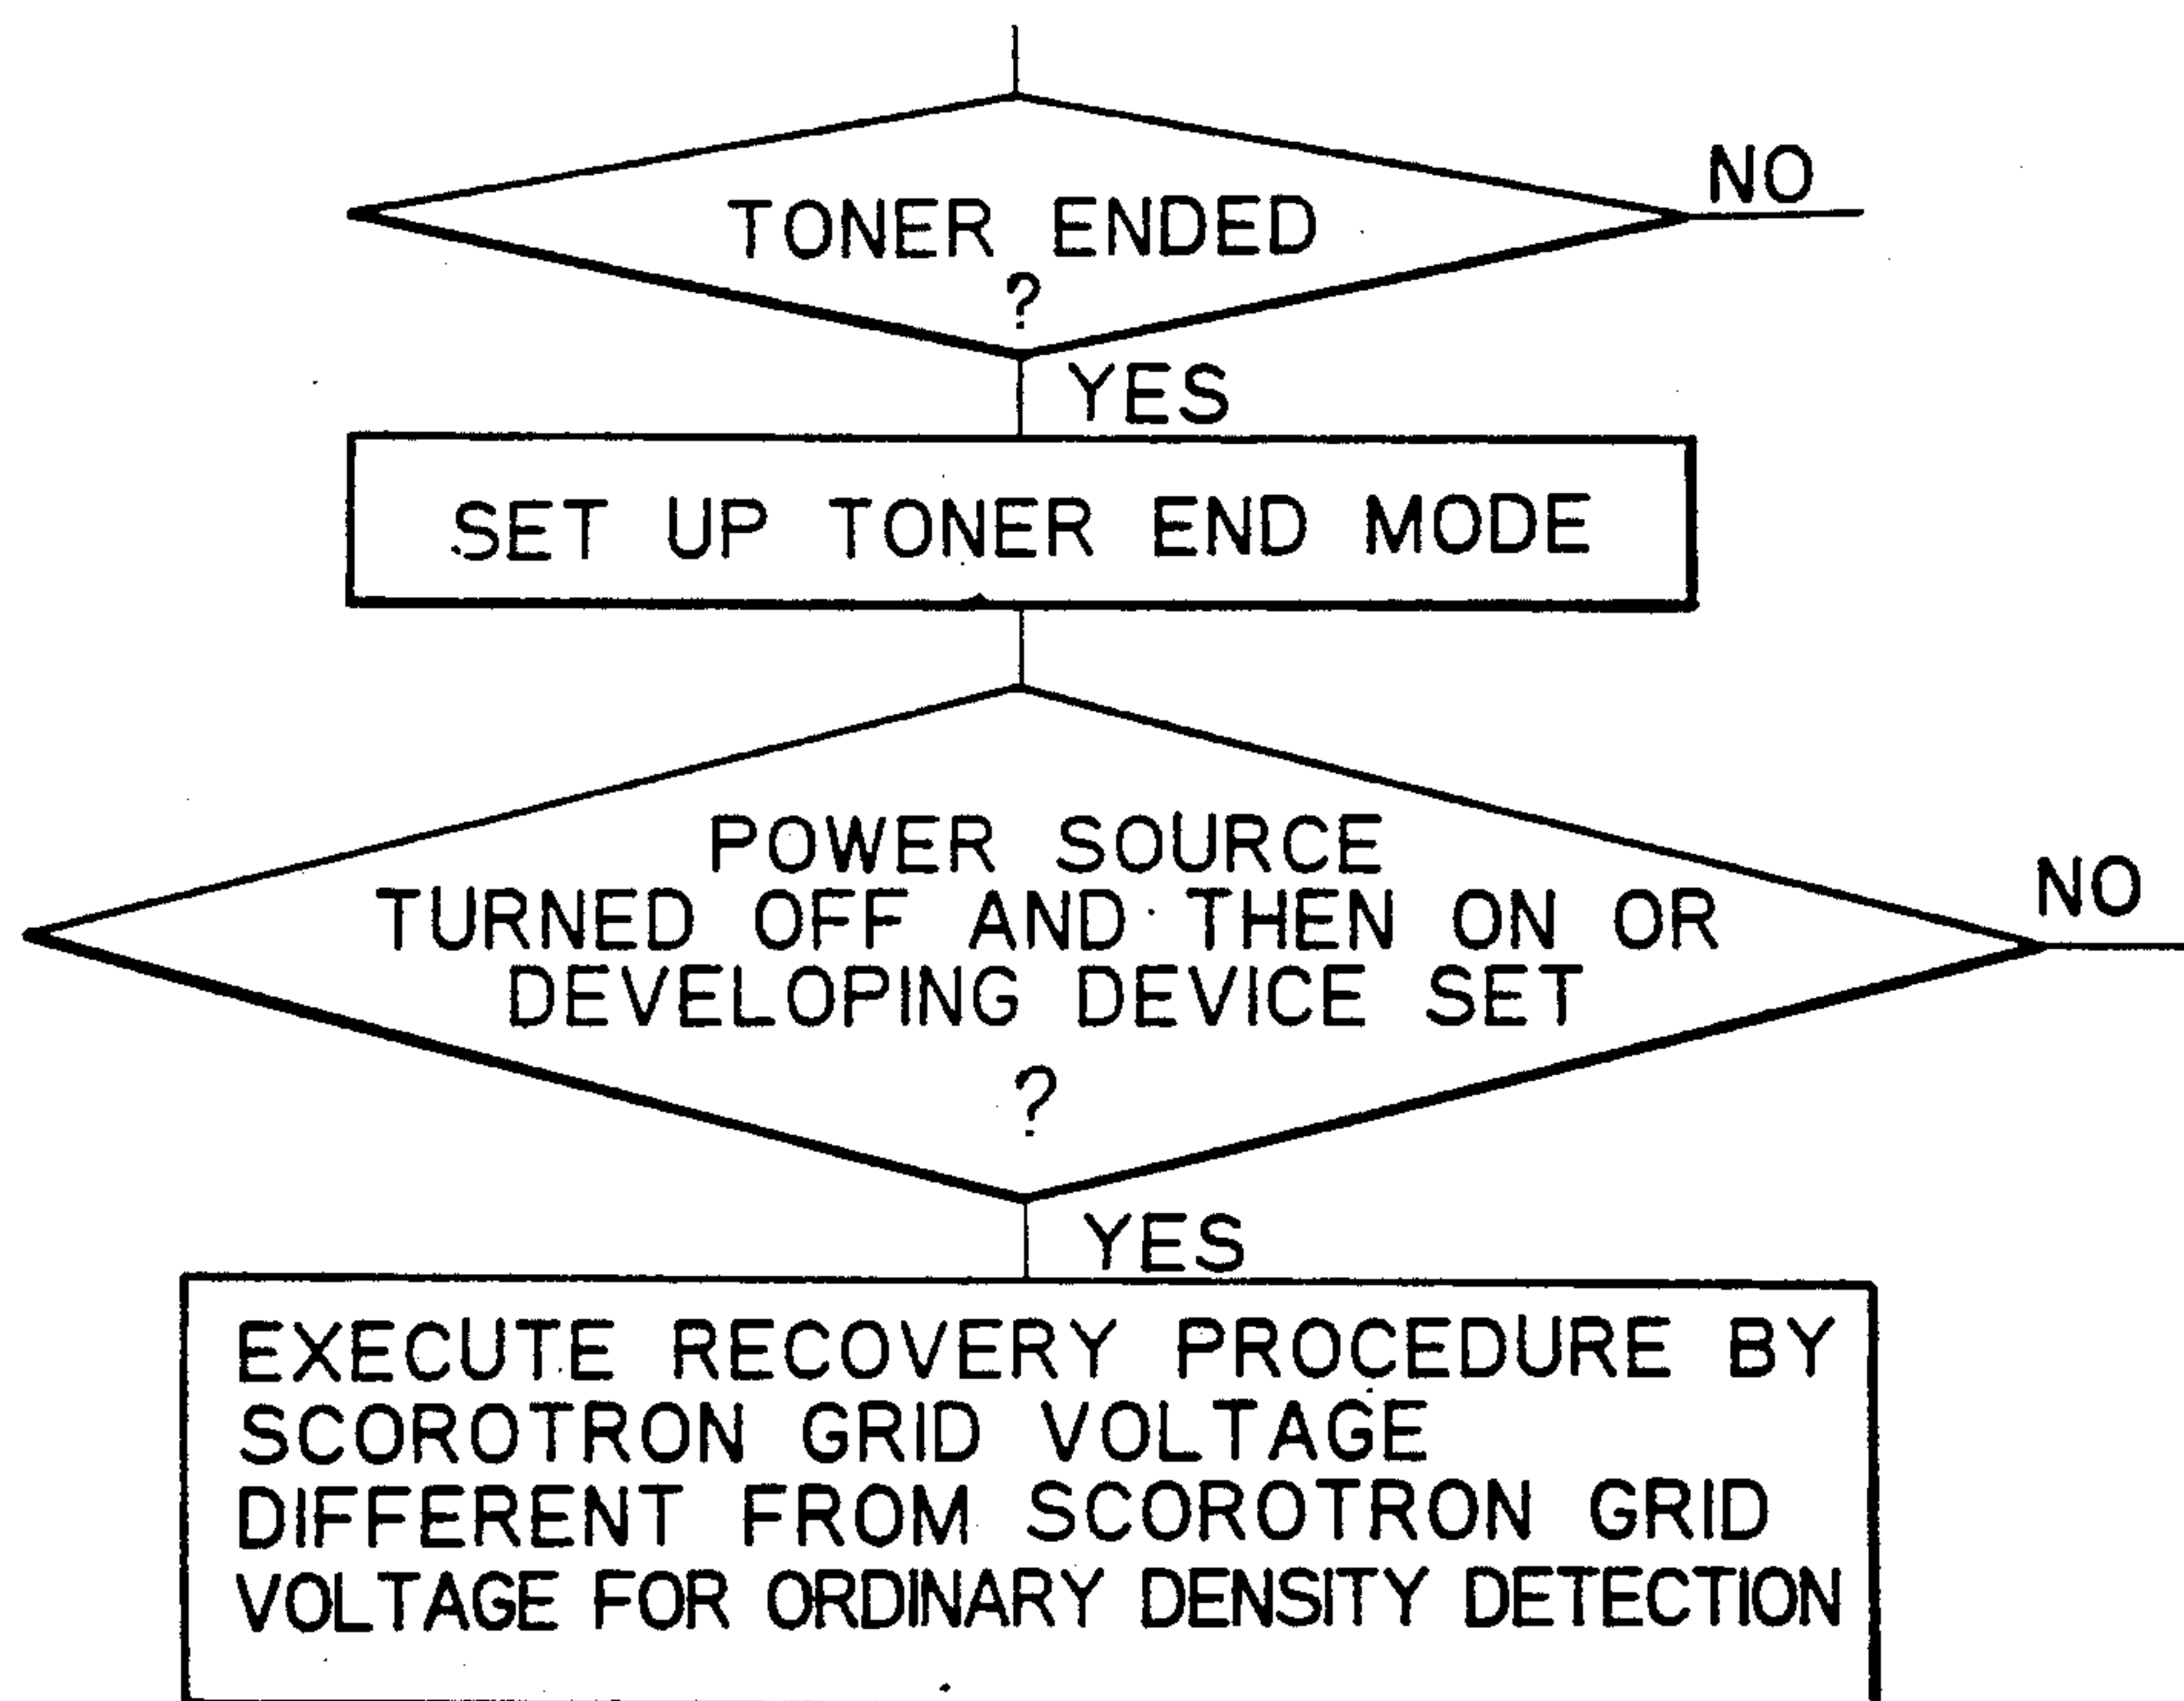 NO
TONER ENDED
?
YES
SET UP TONER END MODE
POWER SOURCE
TURNED OFF AND THEN ON OR
DEVELOPING DEVICE SET
?
NO
YES
EXECUTE RECOVERY PROCEDURE BY
SCOROTRON GRID VOLTAGE
DIFFERENT FROM SCOROTRON GRID
VOLTAGE FOR ORDINARY DENSITY DETECTION